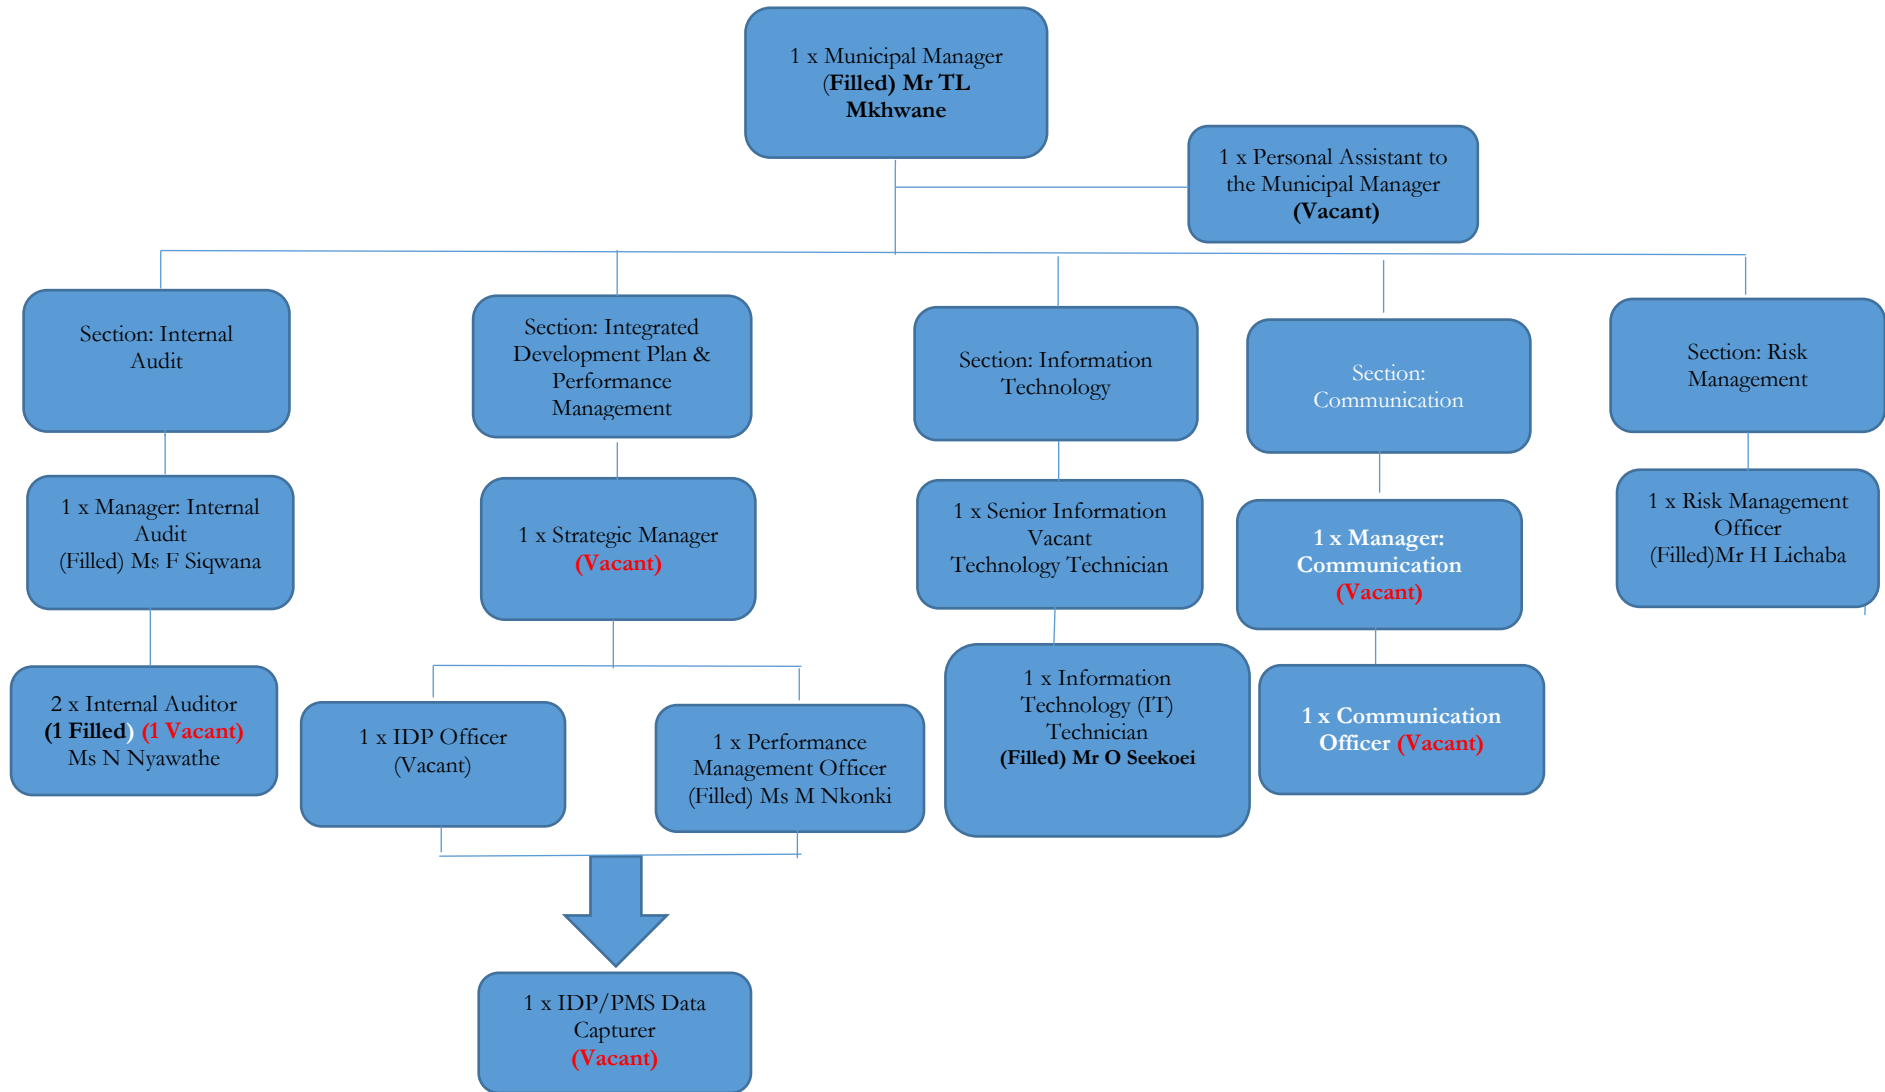 1 x Municipal Manager
(Filled) Mr TL
Mkhwane
1 x Personal Assistant to
the Municipal Manager
(Vacant)
Section: Internal
Audit
Section: Integrated
Development Plan &
Performance
Management
Section: Information
Technology
Section:
Communication
Section: Risk
Management
1 x Manager: Internal
Audit
(Filled) Ms F Siqwana
1 x Strategic Manager
(Vacant)
1 x Senior Information
Vacant
Technology Technician
1 x Manager:
Communication
(Vacant)
1 x Risk Management
Officer
(Filled)Mr H Lichaba
2 x Internal Auditor
(1 Filled) (1 Vacant)
Ms N Nyawathe
1 x IDP Officer
(Vacant)
1 x Performance
Management Officer
(Filled) Ms M Nkonki
1 x Information
Technology (IT)
Technician
(Filled) Mr O Seekoei
1 x Communication
Officer (Vacant)
1 x IDP/PMS Data
Capturer
(Vacant)